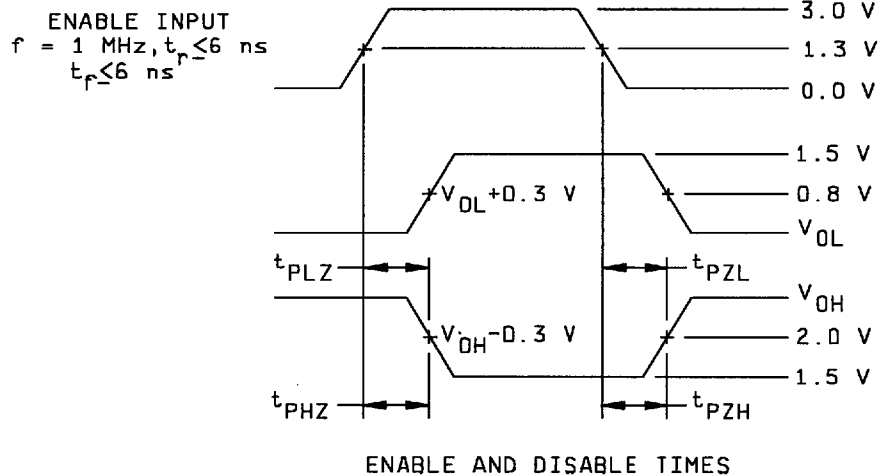 ENABLE INPUT
f = 1 MHz, tr≤6 ns
tf≤6 ns
3.0 V
1.3 V
0.0 V
1.5 V
VOL+0.3 V
0.8 V
VOL
tPLZ
tPZL
VOH
VOH-0.3 V
2.0 V
1.5 V
tPHZ
tPZH
ENABLE AND DISABLE TIMES